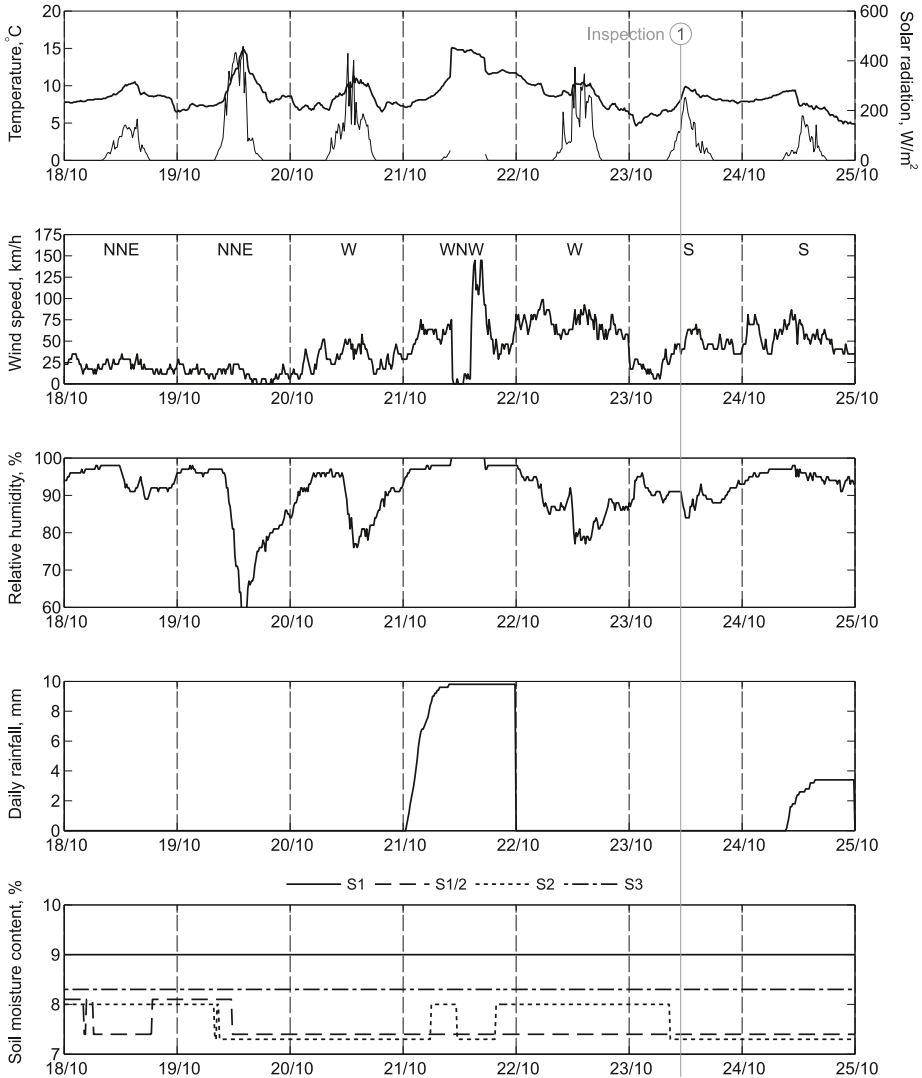 Temperature,°C
20
15
10
5
0
Inspection 1
600
400
200
0
Solar radiation, W/m²
18/10 19/10 20/10 21/10 22/10 23/10 24/10 25/10
Wind speed, km/h
175
150
125
100
75
50
25
0
NNE NNE W WNW W S S
18/10 19/10 20/10 21/10 22/10 23/10 24/10 25/10
Relative humidity, %
100
90
80
70
60
18/10 19/10 20/10 21/10 22/10 23/10 24/10 25/10
Daily rainfall, mm
10
8
6
4
2
0
18/10 19/10 20/10 21/10 22/10 23/10 24/10 25/10
S1 S1/2 S2 S3
Soil moisture content, %
10
9
8
7
18/10 19/10 20/10 21/10 22/10 23/10 24/10 25/10